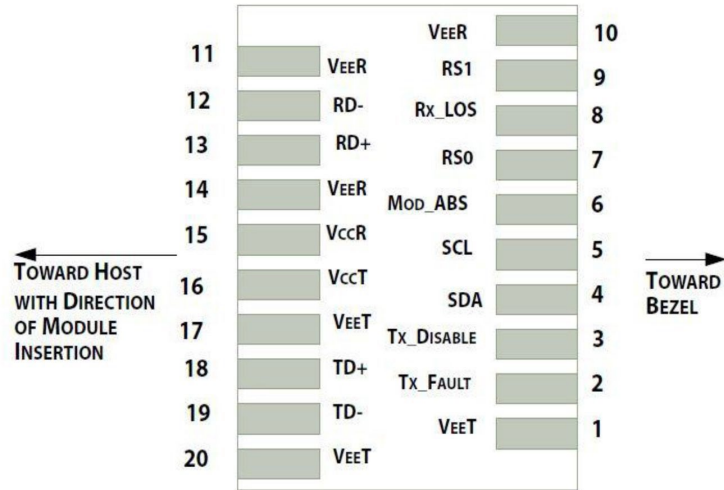 11 VEER
12 RD-
13 RD+
14 VEER
15 VCCR
16 VCCT
17 VEET
18 TD+
19 TD-
20 VEET
VEER 10
RS1 9
RX_LOS 8
RS0 7
MOD_ABS 6
SCL 5
SDA 4
TX_DISABLE 3
TX_FAULT 2
VEET 1
TOWARD HOST
WITH DIRECTION
OF MODULE
INSERTION
TOWARD
BEZEL